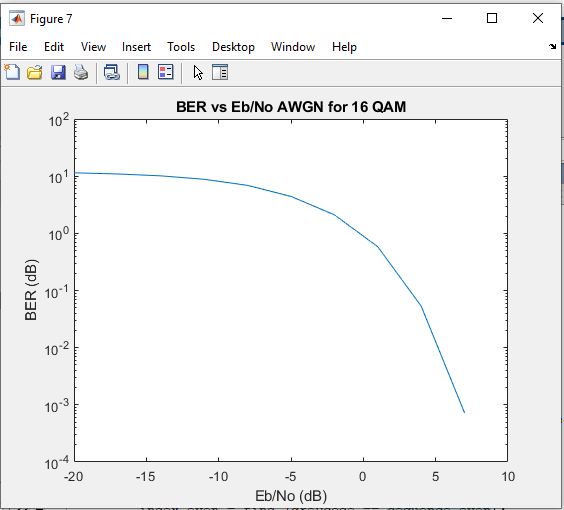 Figure 7
File Edit View Insert Tools Desktop Window Help
BER vs Eb/No AWGN for 16 QAM
10^2
10^1
10^0
10^-1
10^-2
10^-3
10^-4
BER (dB)
-20 -15 -10 -5 0 5 10
Eb/No (dB)